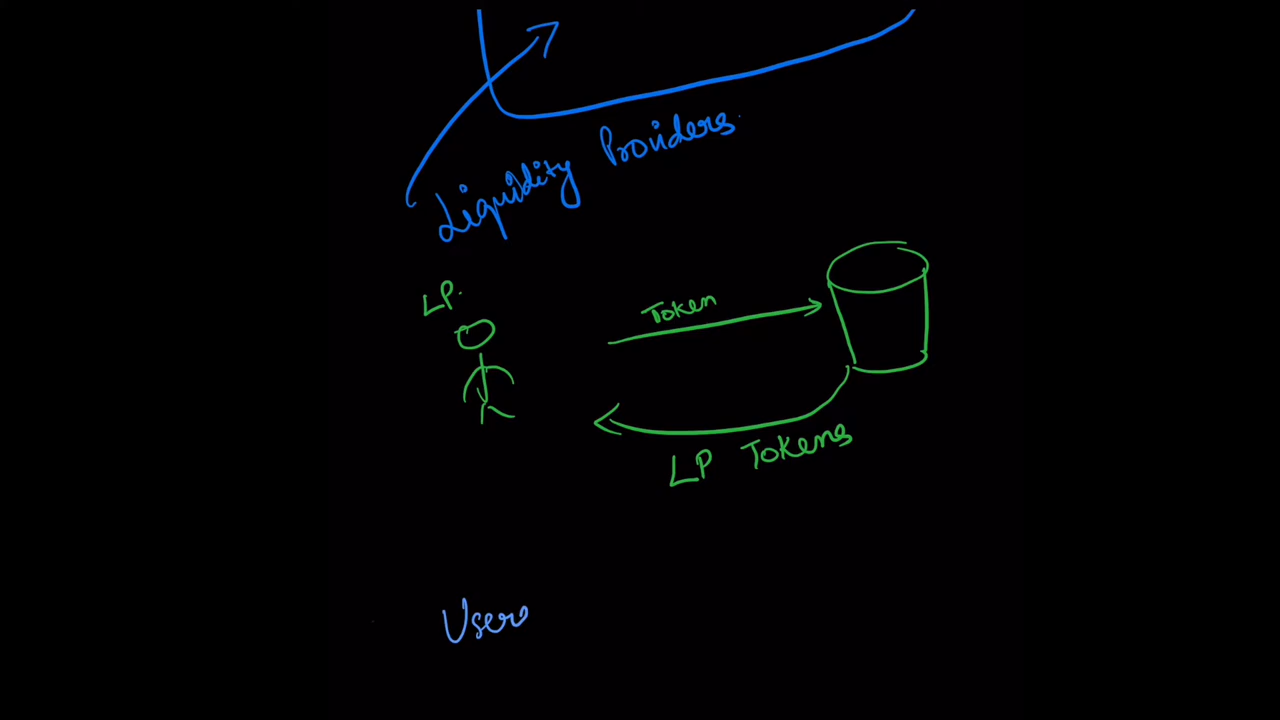 Liquidity Providers
LP.
Token
LP Tokens
Users